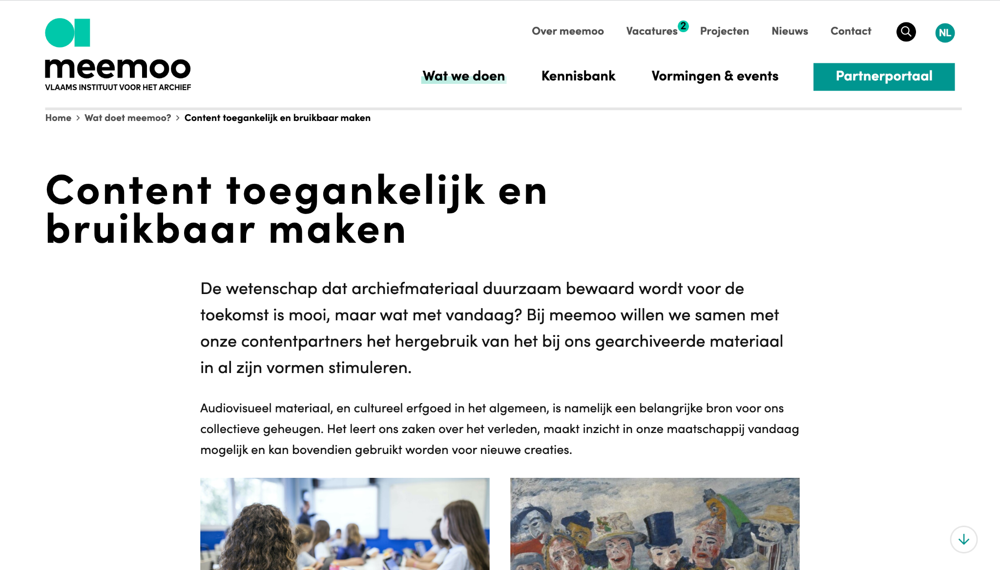 Over meemoo
Vacatures 2
Projecten
Nieuws
Contact
NL
meemoo
VLAAMS INSTITUUT VOOR HET ARCHIEF
Wat we doen
Kennisbank
Vormingen & events
Partnerportaal
Home > Wat doet meemoo? > Content toegankelijk en bruikbaar maken
Content toegankelijk en
bruikbaar maken
De wetenschap dat archiefmateriaal duurzaam bewaard wordt voor de
toekomst is mooi, maar wat met vandaag? Bij meemoo willen we samen met
onze contentpartners het hergebruik van het bij ons gearchiveerde materiaal
in al zijn vormen stimuleren.
Audiovisueel materiaal, en cultureel erfgoed in het algemeen, is namelijk een belangrijke bron voor ons
collectieve geheugen. Het leert ons zaken over het verleden, maakt inzicht in onze maatschappij vandaag
mogelijk en kan bovendien gebruikt worden voor nieuwe creaties.